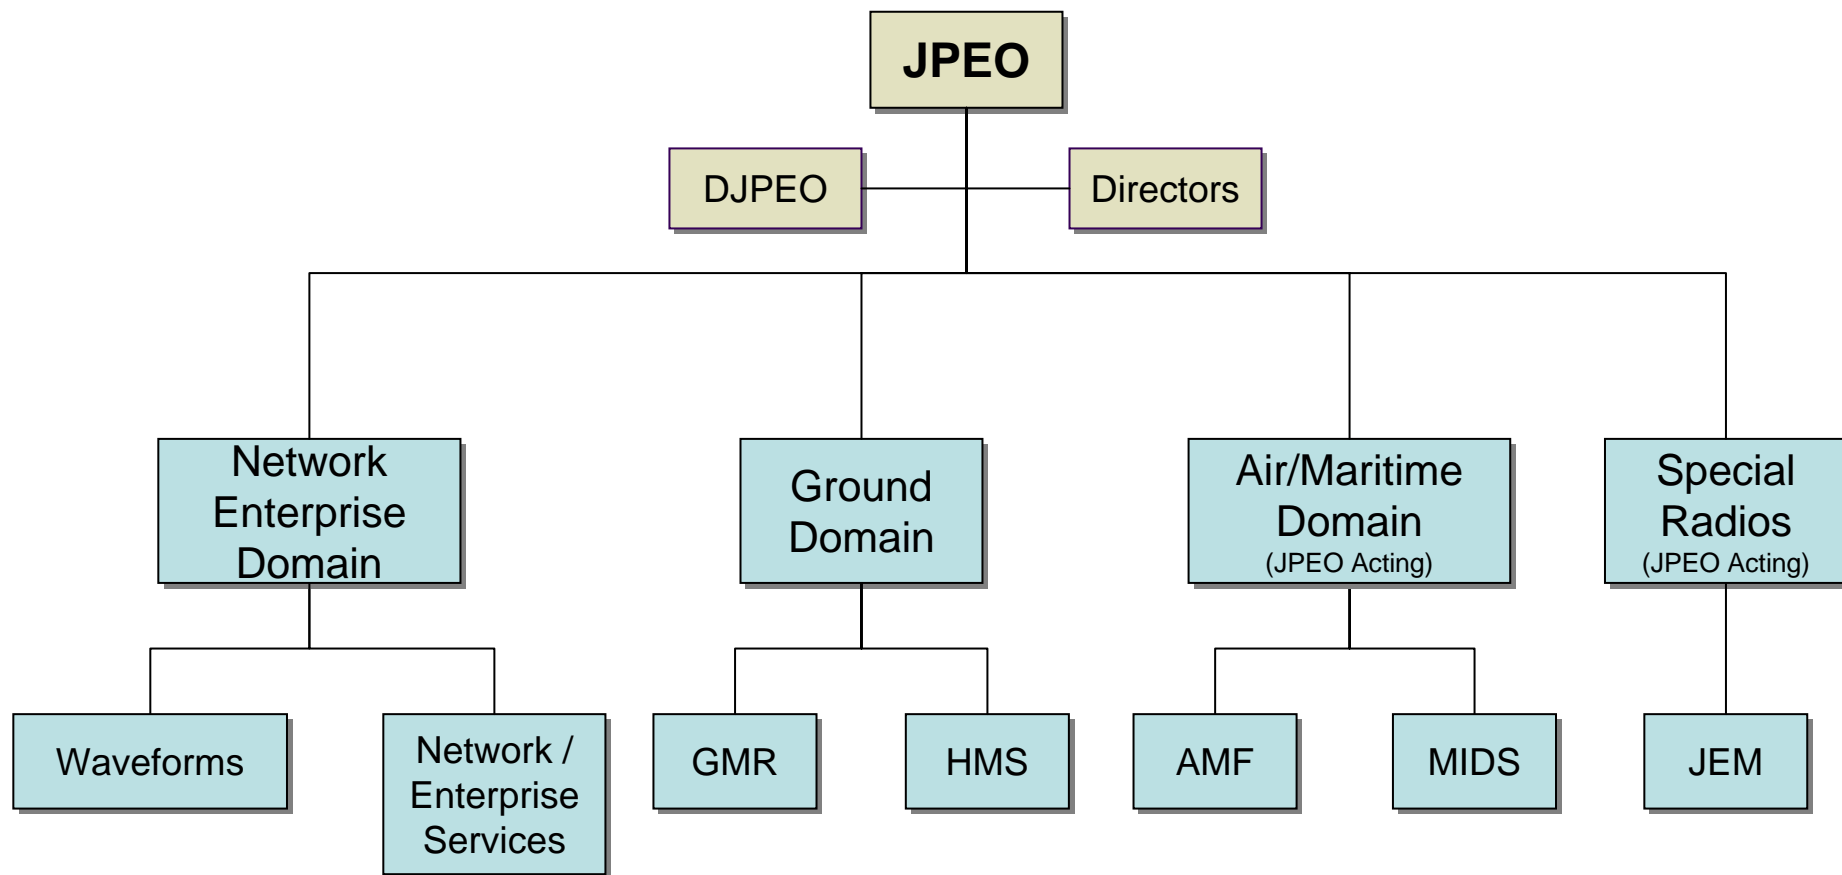 JPEO
DJPEO
Directors
Network
Enterprise
Domain
Ground
Domain
Air/Maritime
Domain
(JPEO Acting)
Special
Radios
(JPEO Acting)
Waveforms
Network /
Enterprise
Services
GMR
HMS
AMF
MIDS
JEM